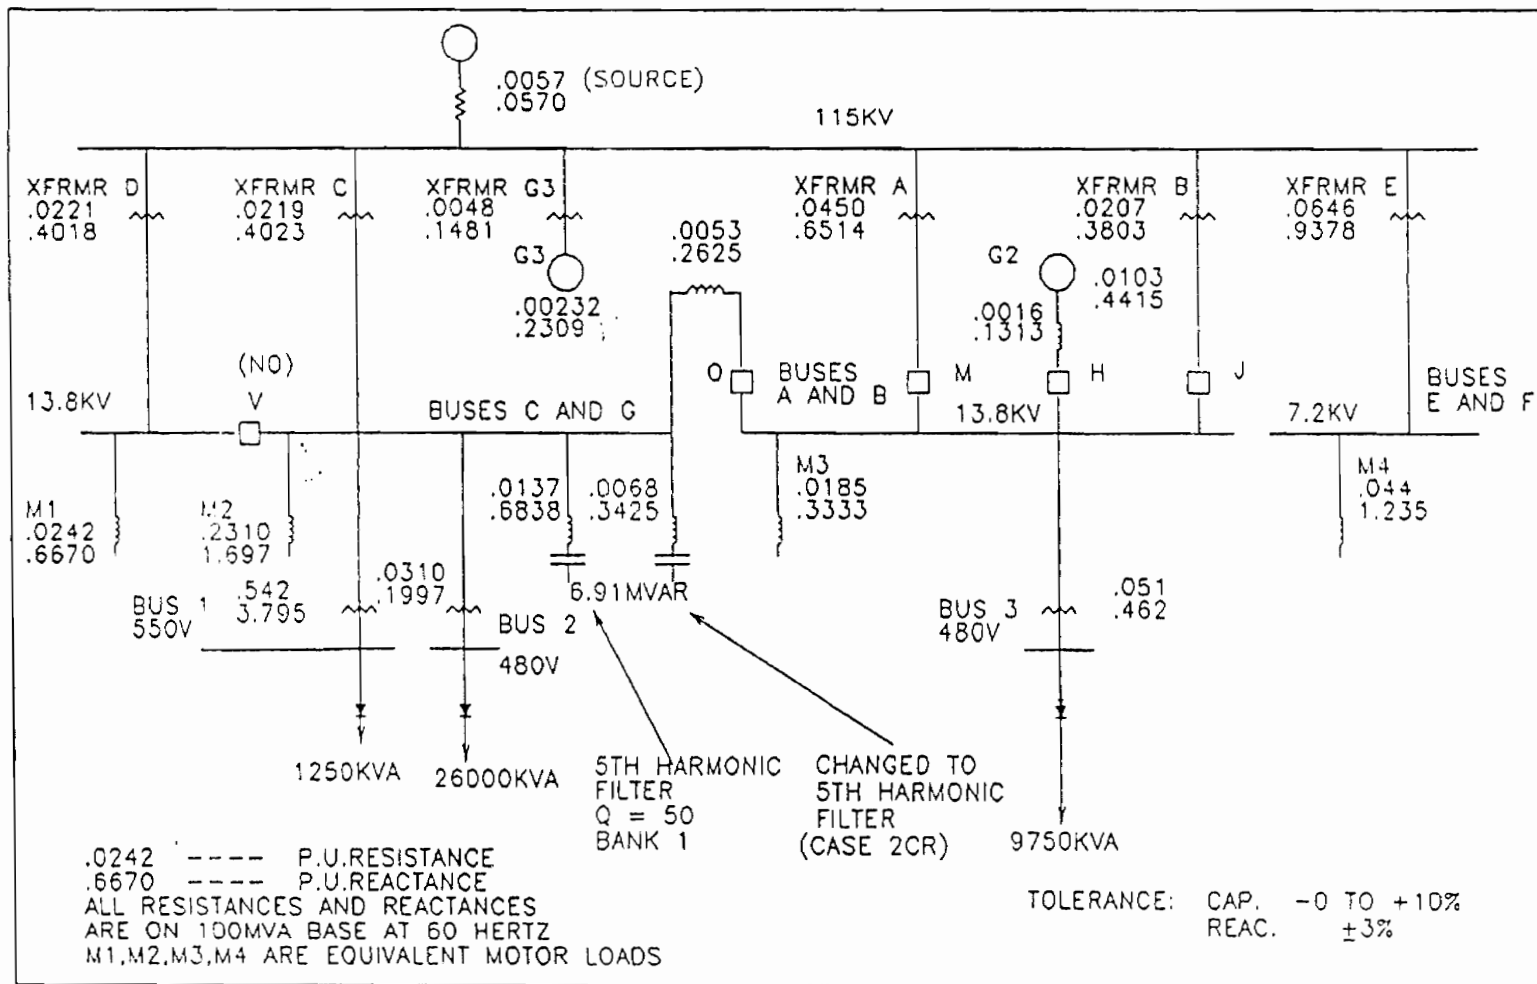 .0057 (SOURCE)
.0570
115KV
XFRMR D
.0221
.4018
XFRMR C
.0219
.4023
XFRMR G3
.0048
.1481
G3
.00232
.2309
.0053
.2625
XFRMR A
.0450
.6514
G2
.0016
.1313
.0103
.4415
XFRMR B
.0207
.3803
XFRMR E
.0646
.9378
(NO)
V
13.8KV
BUSES C AND G
O
BUSES
A AND B
M
H
J
13.8KV
BUSES
E AND F
7.2KV
M1
.0242
.6670
M2
.2310
1.697
.0137
.6838
.0068
.3425
M3
.0185
.3333
M4
.044
1.235
BUS 1
550V
.542
3.795
.0310
.1997
6.91MVAR
BUS 2
480V
BUS 3
480V
.051
.462
1250KVA
26000KVA
5TH HARMONIC
FILTER
Q = 50
BANK 1
CHANGED TO
5TH HARMONIC
FILTER
(CASE 2CR)
9750KVA
.0242 ---- P.U.RESISTANCE
.6670 ---- P.U.REACTANCE
ALL RESISTANCES AND REACTANCES
ARE ON 100MVA BASE AT 60 HERTZ
M1,M2,M3,M4 ARE EQUIVALENT MOTOR LOADS
TOLERANCE: CAP. -0 TO +10%
REAC. ±3%